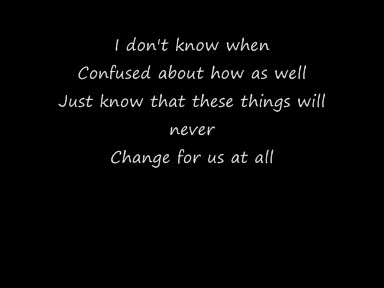 I don't know when
Confused about how as well
Just know that these things will
never
Change for us at all